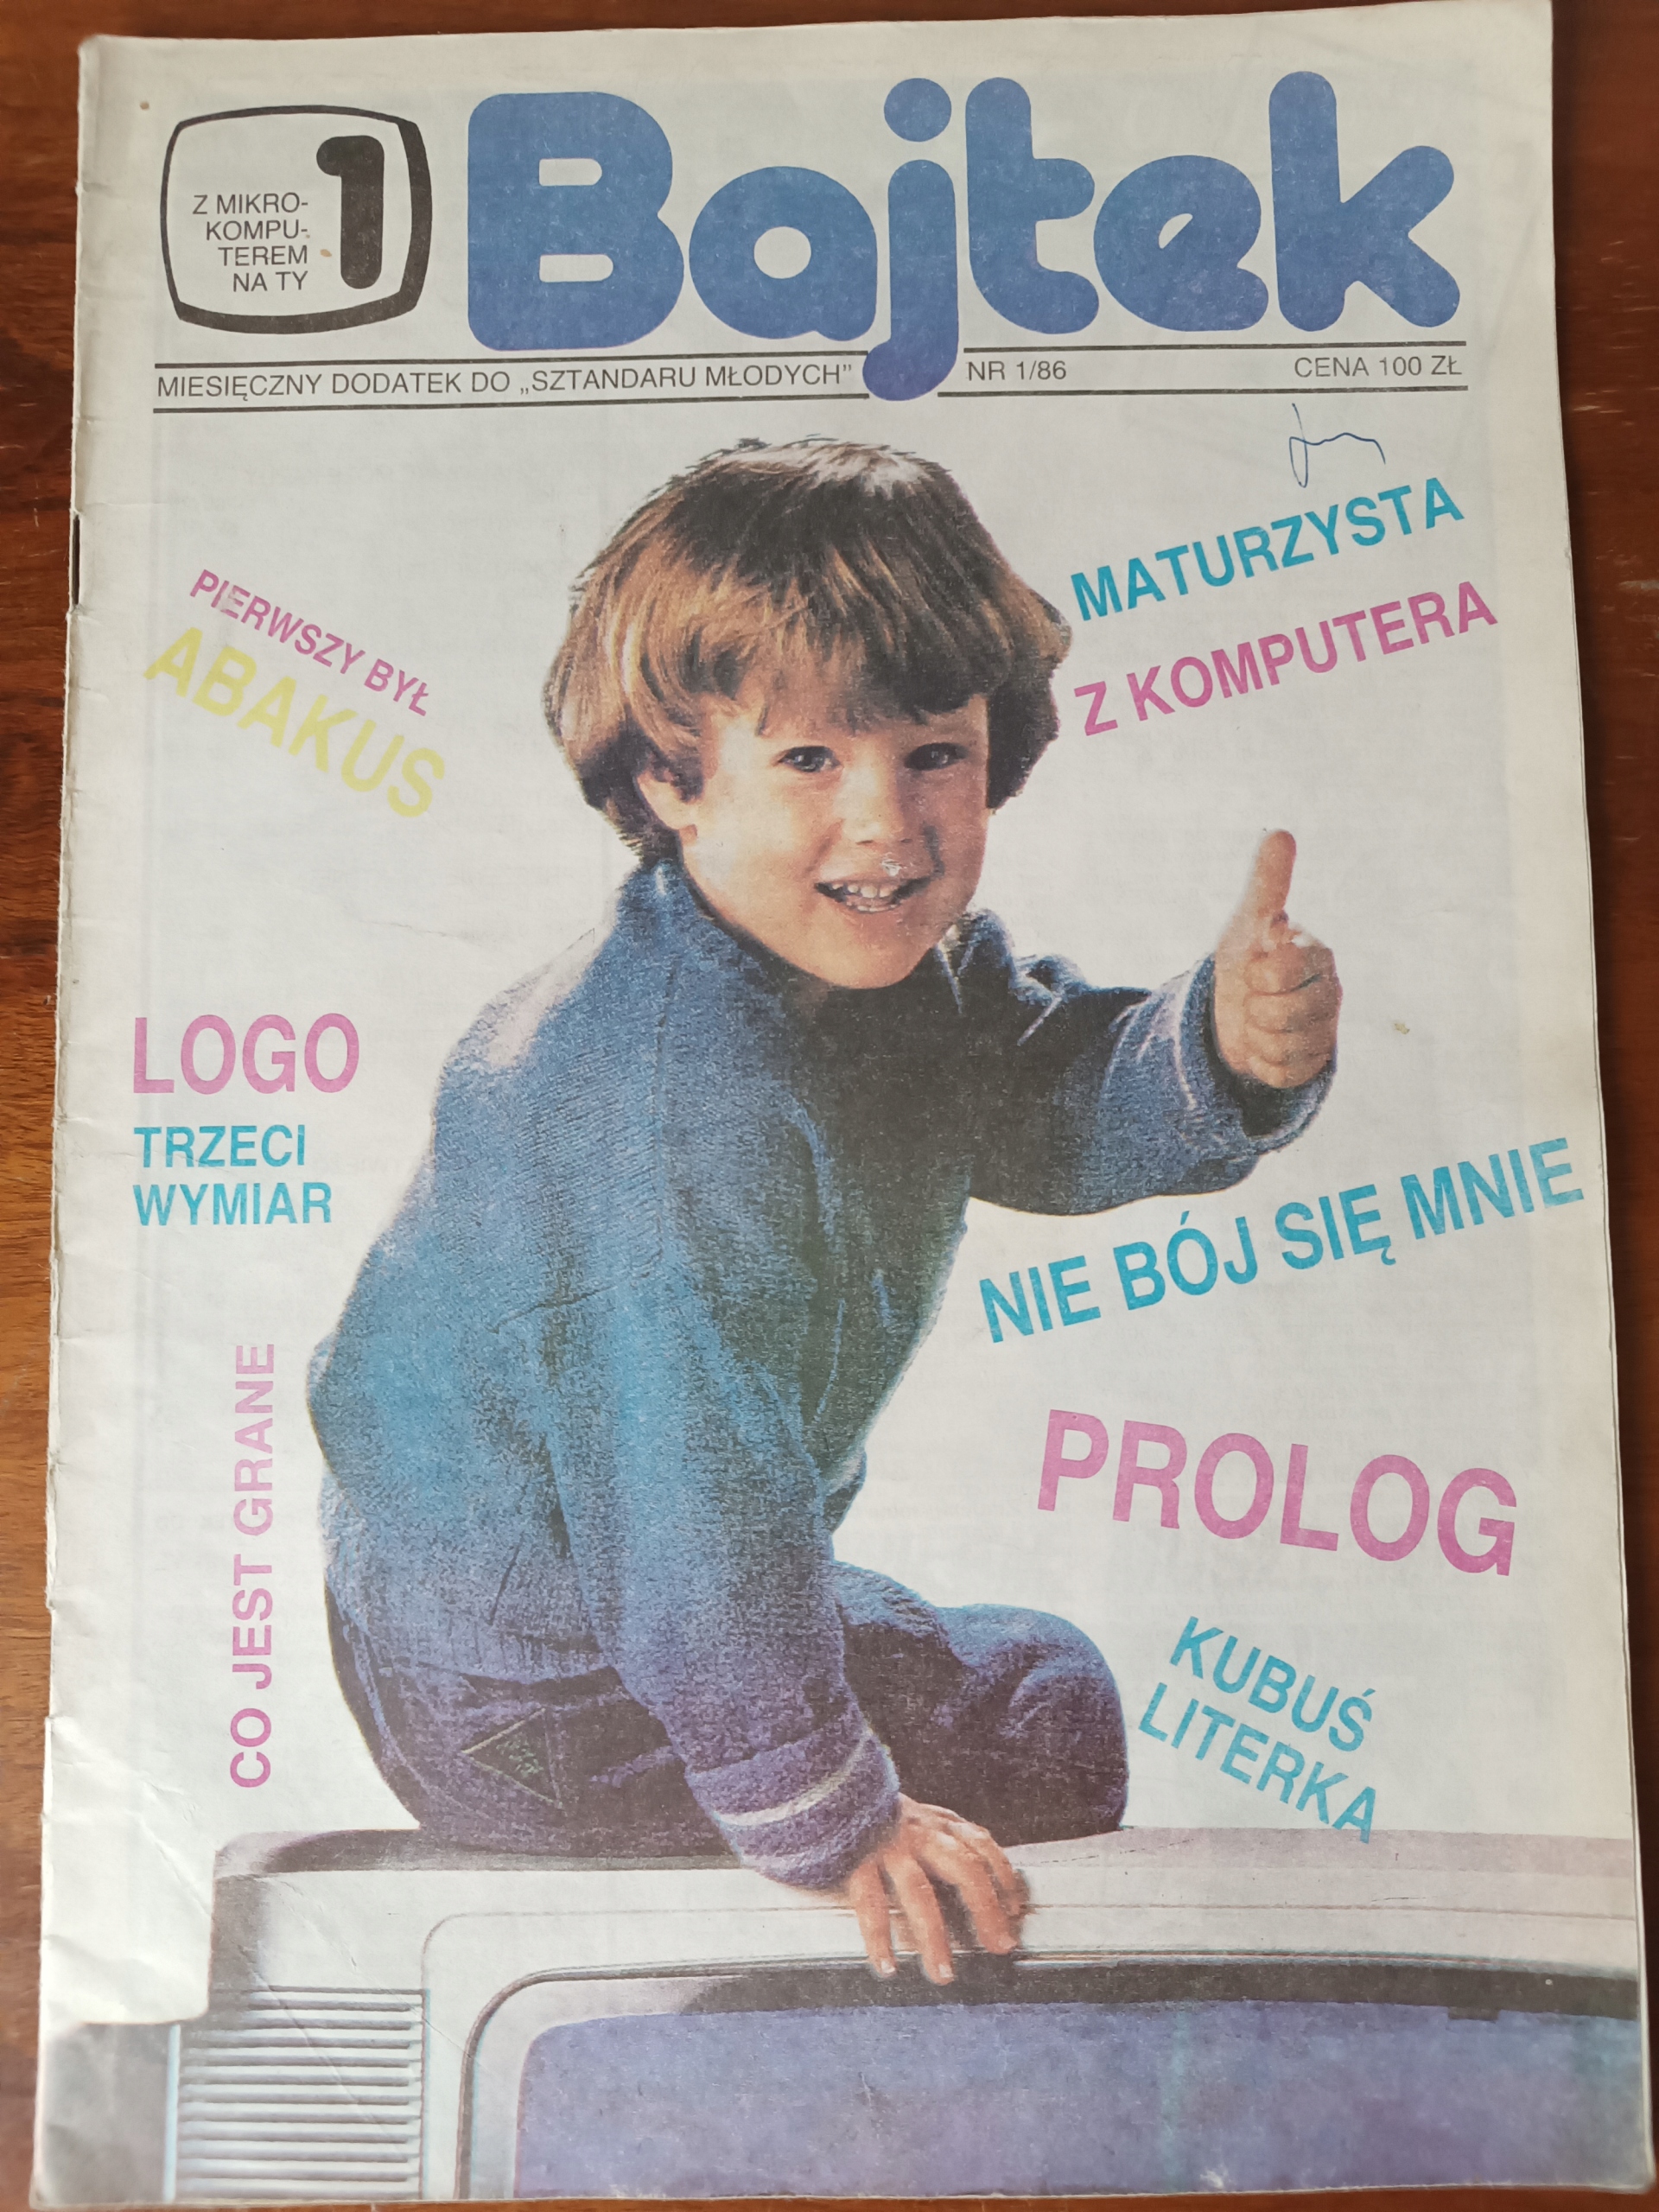 Z MIKRO-
KOMPU-
TEREM
NA TY
1
Bajtek
MIESIĘCZNY DODATEK DO „SZTANDARU MŁODYCH”
NR 1/86
CENA 100 ZŁ
MATURZYSTA
Z KOMPUTERA
PIERWSZY BYŁ
ABAKUS
LOGO
TRZECI
WYMIAR
NIE BÓJ SIĘ MNIE
CO JEST GRANE
PROLOG
KUBUŚ
LITERKA